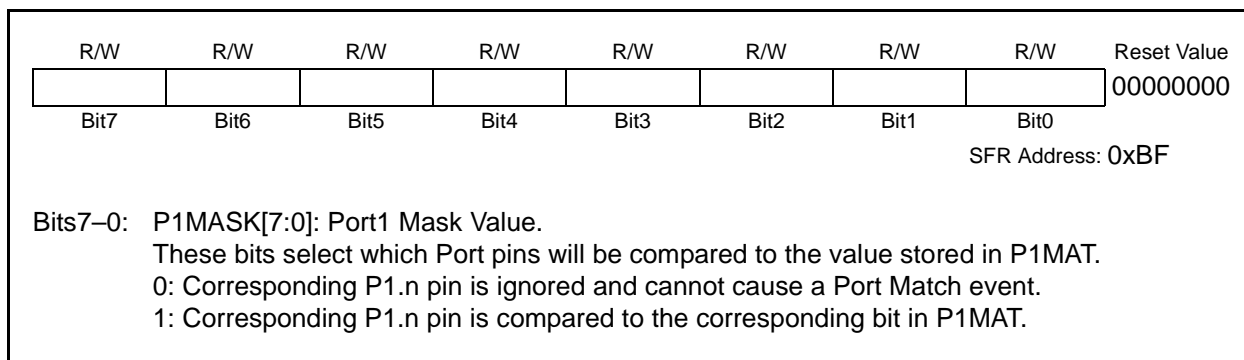 R/W R/W R/W R/W R/W R/W R/W R/W Reset Value
00000000
Bit7 Bit6 Bit5 Bit4 Bit3 Bit2 Bit1 Bit0
SFR Address: 0xBF
Bits7–0: P1MASK[7:0]: Port1 Mask Value.
These bits select which Port pins will be compared to the value stored in P1MAT.
0: Corresponding P1.n pin is ignored and cannot cause a Port Match event.
1: Corresponding P1.n pin is compared to the corresponding bit in P1MAT.